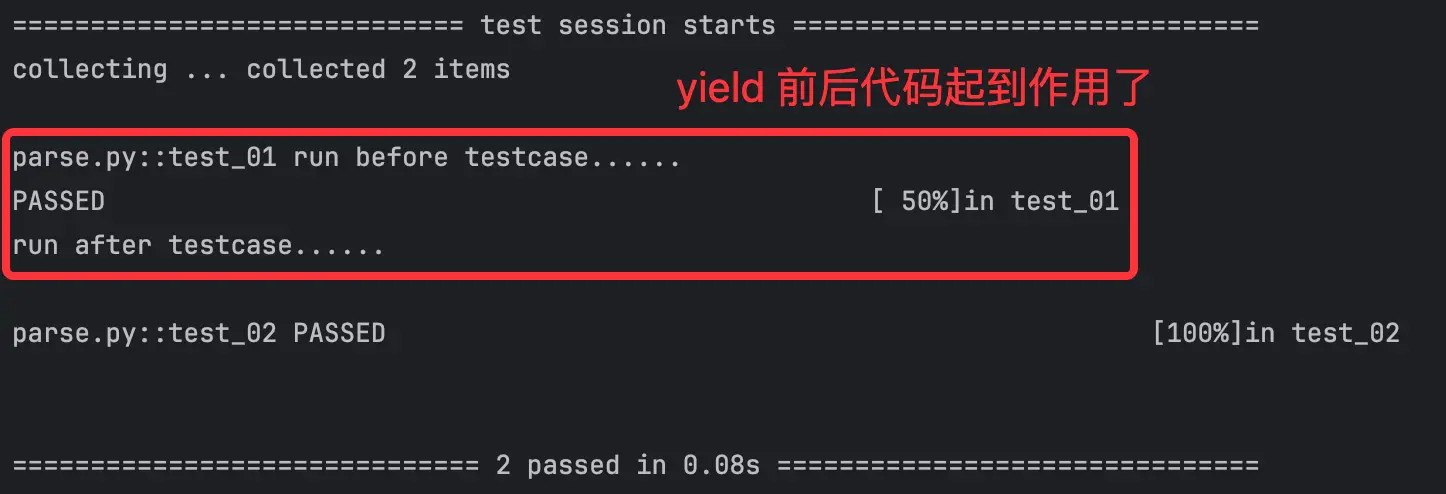 ============================= test session starts ==============================
collecting ... collected 2 items
yield 前后代码起到作用了
parse.py::test_01 run before testcase......
PASSED [ 50%]in test_01
run after testcase......
parse.py::test_02 PASSED [100%]in test_02
============================== 2 passed in 0.08s ===============================